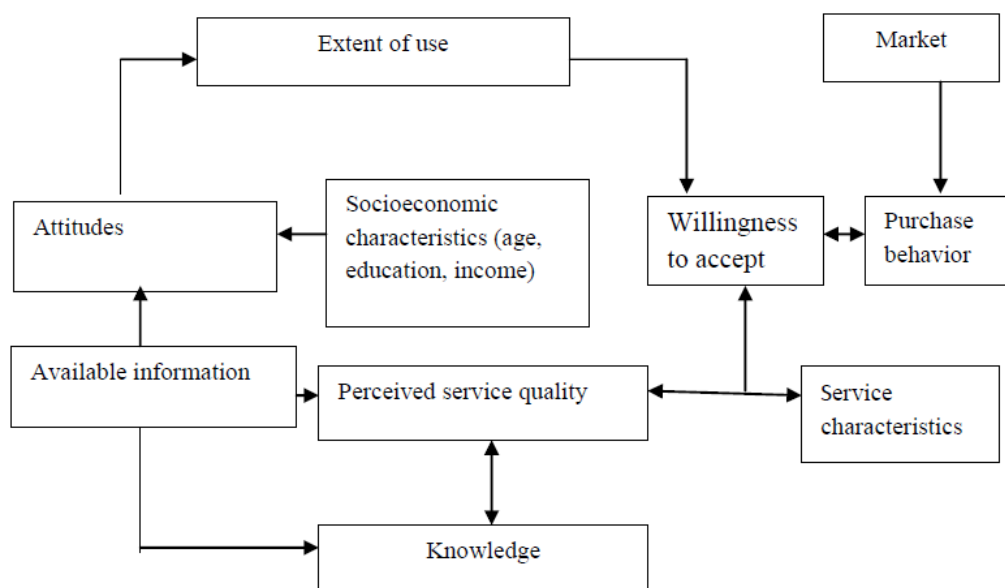 Extent of use
Market
Attitudes
Socioeconomic
characteristics (age,
education, income)
Willingness
to accept
Purchase
behavior
Available information
Perceived service quality
Service
characteristics
Knowledge